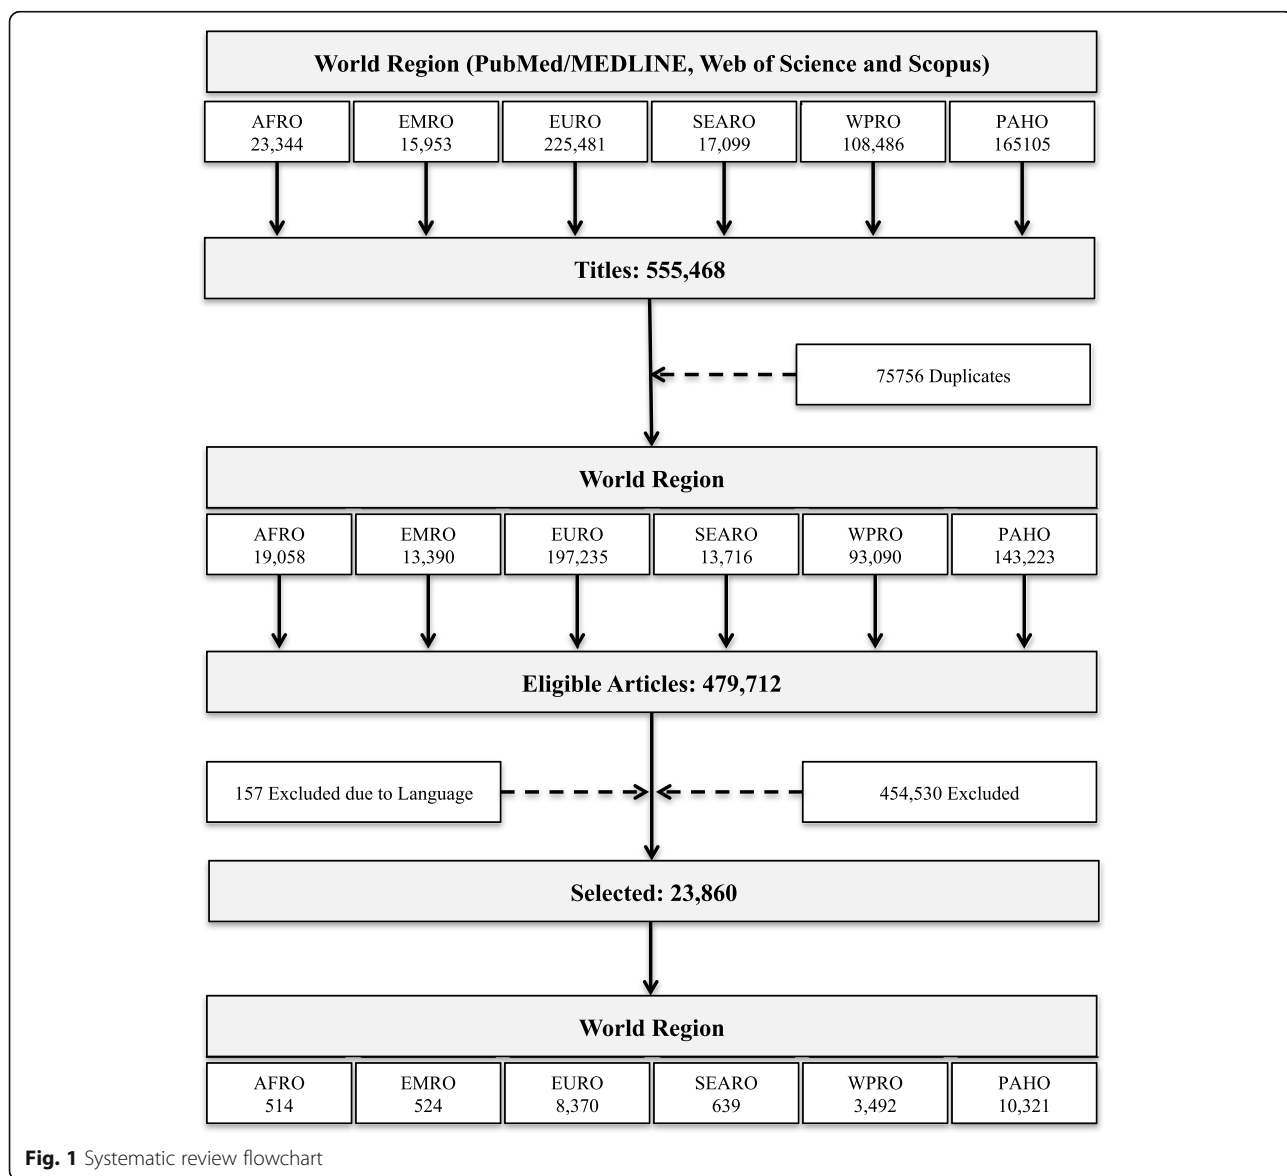 World Region (PubMed/MEDLINE, Web of Science and Scopus)
AFRO
23,344
EMRO
15,953
EURO
225,481
SEARO
17,099
WPRO
108,486
PAHO
165105
Titles: 555,468
75756 Duplicates
World Region
AFRO
19,058
EMRO
13,390
EURO
197,235
SEARO
13,716
WPRO
93,090
PAHO
143,223
Eligible Articles: 479,712
157 Excluded due to Language
454,530 Excluded
Selected: 23,860
World Region
AFRO
514
EMRO
524
EURO
8,370
SEARO
639
WPRO
3,492
PAHO
10,321
Fig. 1 Systematic review flowchart